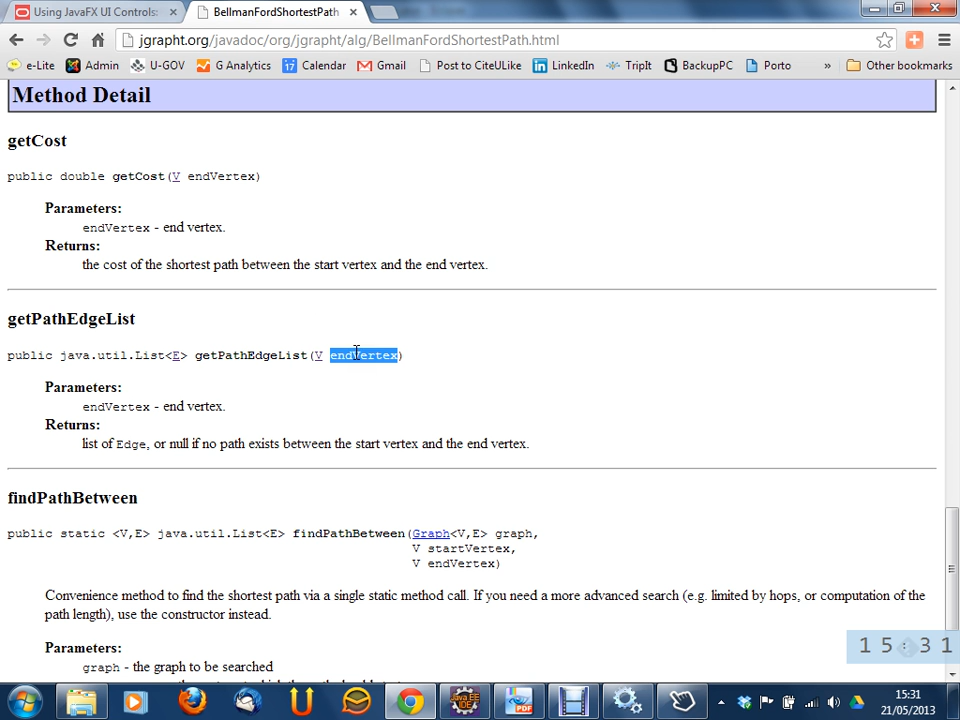 Using JavaFX UI Controls:
BellmanFordShortestPath
jgrapht.org/javadoc/org/jgrapht/alg/BellmanFordShortestPath.html
e-Lite Admin U-GOV G Analytics Calendar Gmail Post to CiteULike LinkedIn TripIt BackupPC Porto » Other bookmarks
Method Detail
getCost
public double getCost(V endVertex)
Parameters:
endVertex - end vertex.
Returns:
the cost of the shortest path between the start vertex and the end vertex.
getPathEdgeList
public java.util.List<E> getPathEdgeList(V endVertex)
Parameters:
endVertex - end vertex.
Returns:
list of Edge, or null if no path exists between the start vertex and the end vertex.
findPathBetween
public static <V,E> java.util.List<E> findPathBetween(Graph<V,E> graph,
V startVertex,
V endVertex)
Convenience method to find the shortest path via a single static method call. If you need a more advanced search (e.g. limited by hops, or computation of the
path length), use the constructor instead.
Parameters:
graph - the graph to be searched
15:31
Java EE
IDE
PDF
15:31
21/05/2013